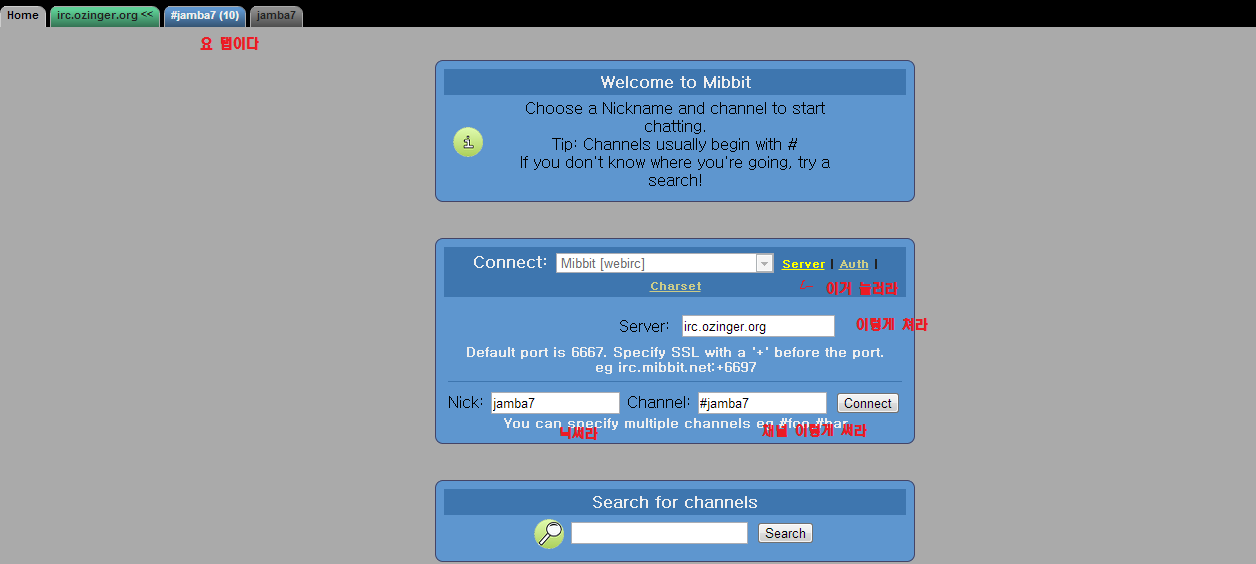 Home irc.ozinger.org << #jamba7 (10) jamba7
요 탭이다
Welcome to Mibbit
Choose a Nickname and channel to start
chatting.
Tip: Channels usually begin with #
If you don't know where you're going, try a
search!
Connect: Mibbit [webirc] Server | Auth |
Charset
이거 눌러라
Server: irc.ozinger.org 이렇게 쳐라
Default port is 6667. Specify SSL with a '+' before the port.
eg irc.mibbit.net:+6697
Nick: jamba7 Channel: #jamba7 Connect
You can specify multiple channels eg #foo,#bar
닉써라 채널 이렇게 써라
Search for channels
Search